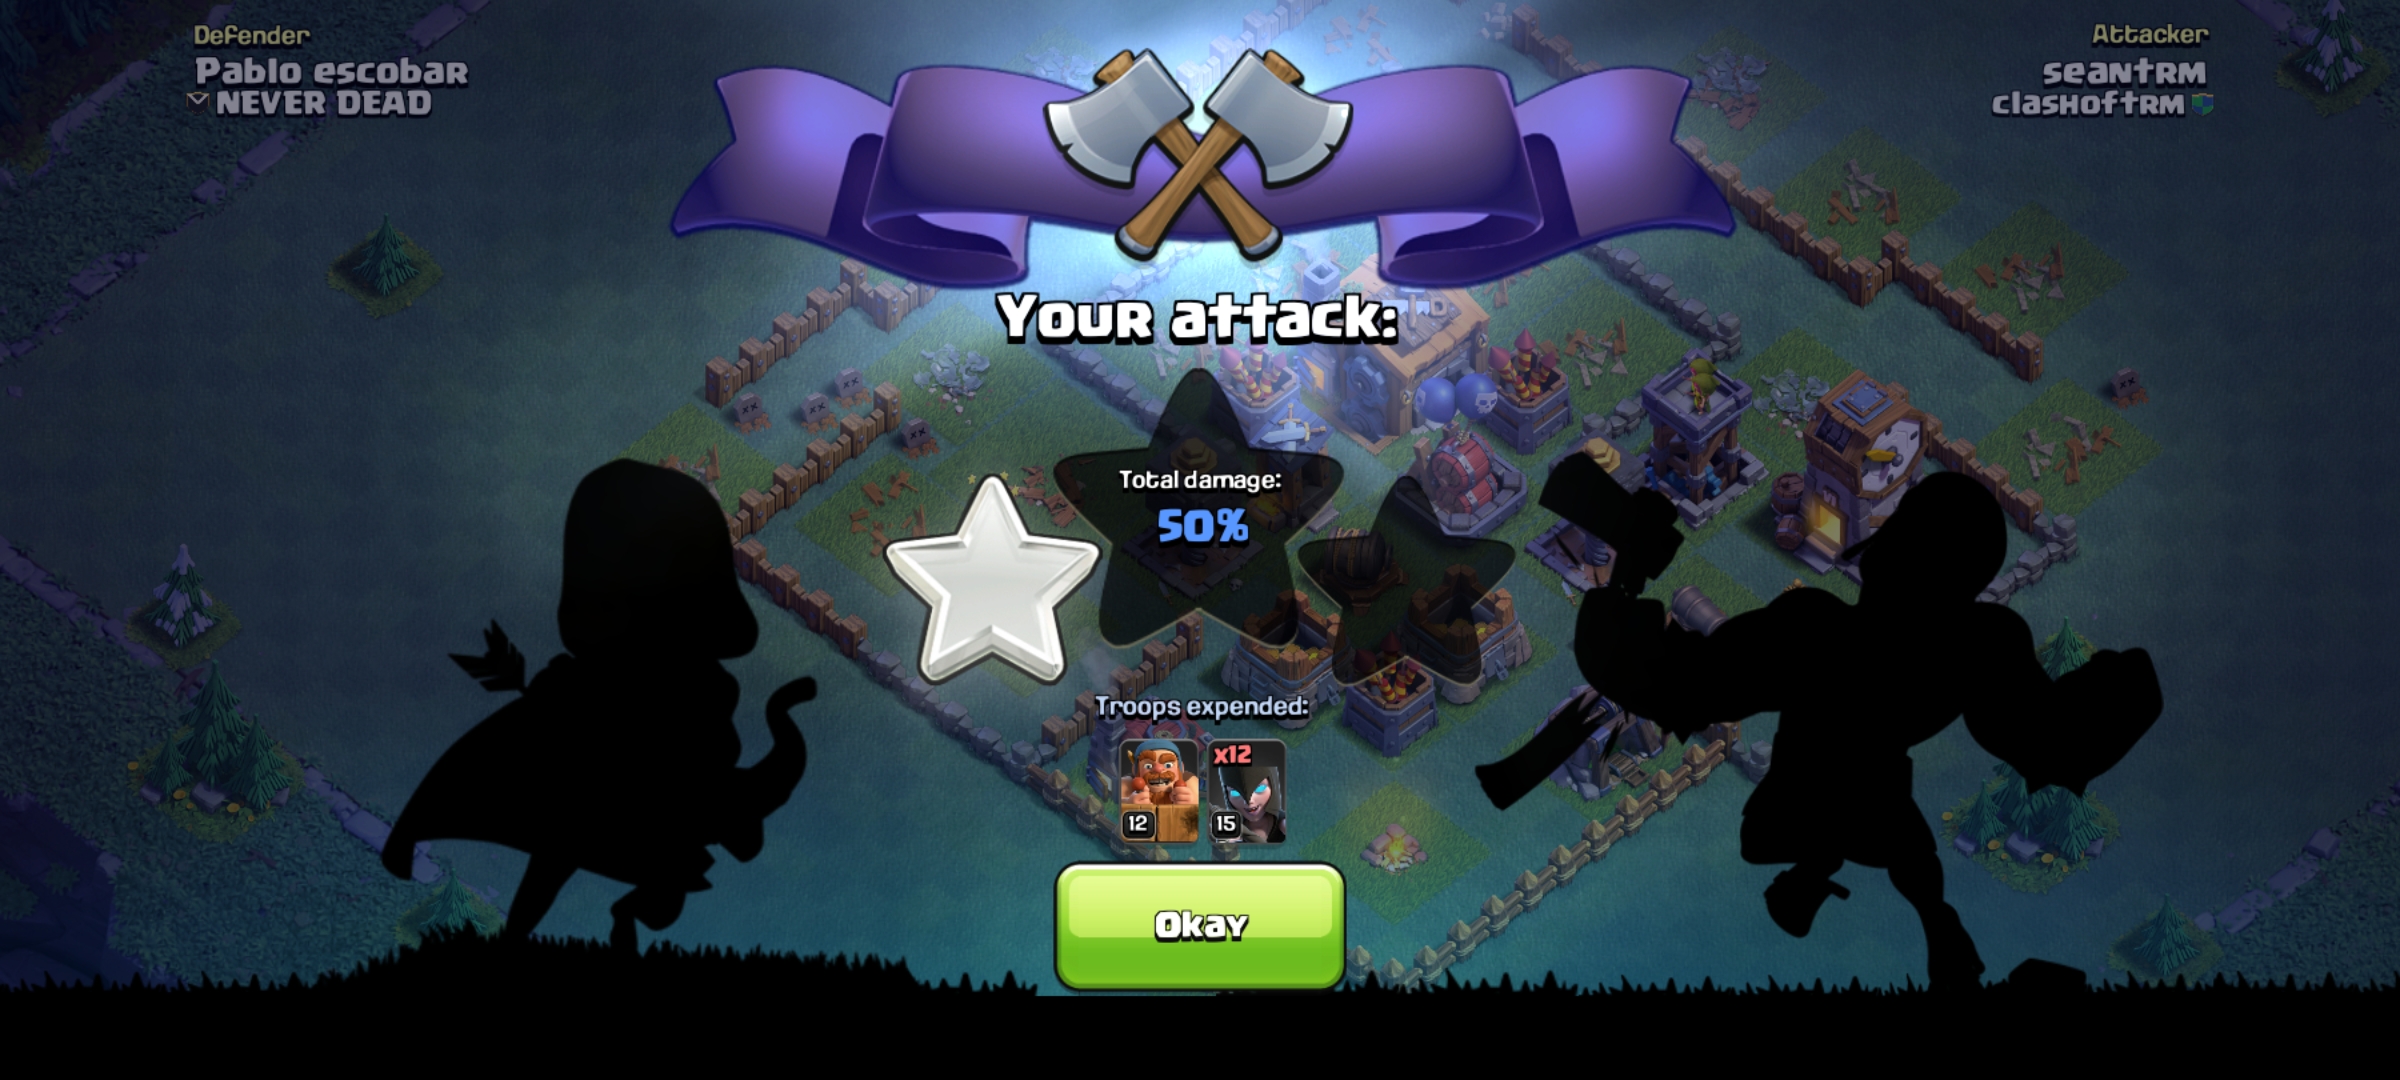 Defender
Pablo escobar
NEVER DEAD
Attacker
seantRM
clashoftRM
Your attack:
Total damage:
50%
Troops expended:
x12
12
15
Okay